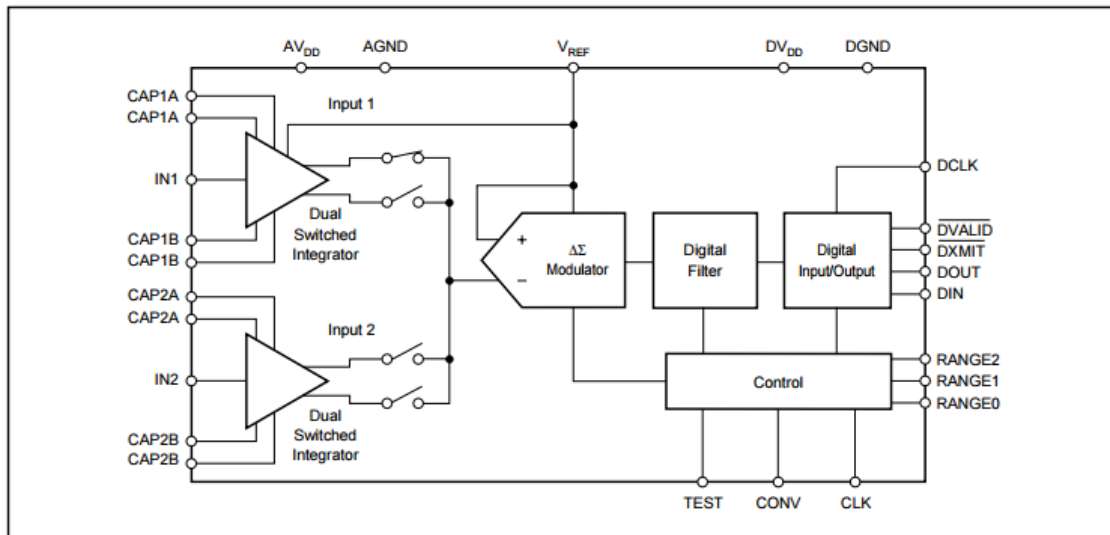 AVDD
AGND
VREF
DVDD
DGND
CAP1A
CAP1A
IN1
CAP1B
CAP1B
Input 1
Dual
Switched
Integrator
CAP2A
CAP2A
IN2
CAP2B
CAP2B
Input 2
Dual
Switched
Integrator
+
−
ΔΣ
Modulator
Digital
Filter
Digital
Input/Output
Control
DCLK
DVALID
DXMIT
DOUT
DIN
RANGE2
RANGE1
RANGE0
TEST
CONV
CLK